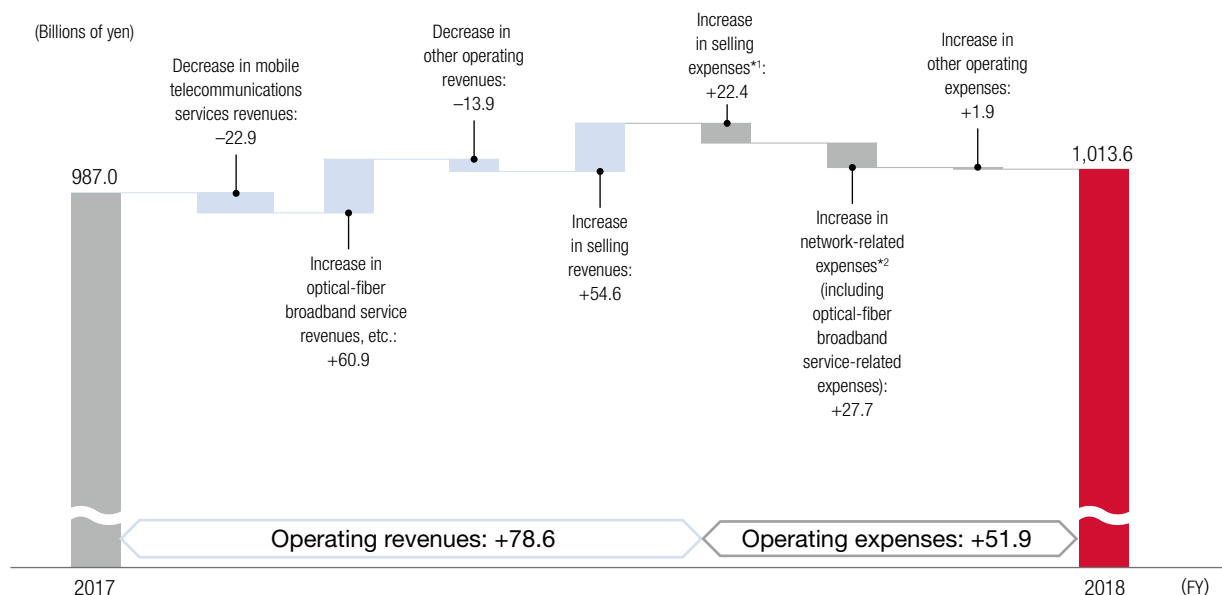 (Billions of yen)
Decrease in mobile
telecommunications
services revenues:
–22.9
Decrease in
other operating
revenues:
–13.9
Increase
in selling
expenses*1:
+22.4
Increase in
other operating
expenses:
+1.9
987.0
1,013.6
Increase in
optical-fiber
broadband service
revenues, etc.:
+60.9
Increase
in selling
revenues:
+54.6
Increase in
network-related
expenses*2
(including
optical-fiber
broadband
service-related
expenses):
+27.7
Operating revenues: +78.6
Operating expenses: +51.9
2017
2018
(FY)